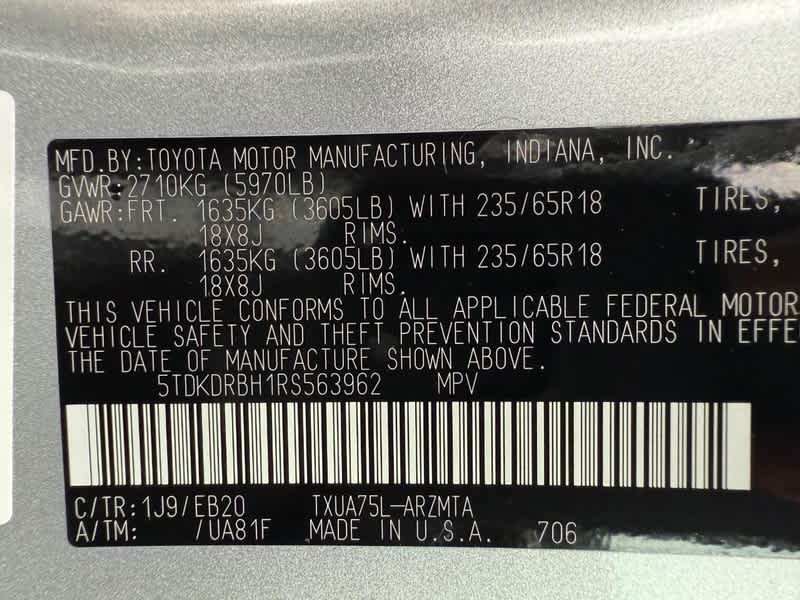 MFD.BY:TOYOTA MOTOR MANUFACTURING, INDIANA, INC.
GVWR:2710KG (5970LB)
GAWR:FRT. 1635KG (3605LB) WITH 235/65R18 TIRES,
18X8J RIMS.
RR. 1635KG (3605LB) WITH 235/65R18 TIRES,
18X8J RIMS.
THIS VEHICLE CONFORMS TO ALL APPLICABLE FEDERAL MOTOR
VEHICLE SAFETY AND THEFT PREVENTION STANDARDS IN EFFE
THE DATE OF MANUFACTURE SHOWN ABOVE.
5TDKDRBH1RS563962 MPV
C/TR:1J9/EB20 TXUA75L-ARZMTA
A/TM: /UA81F MADE IN U.S.A. 706